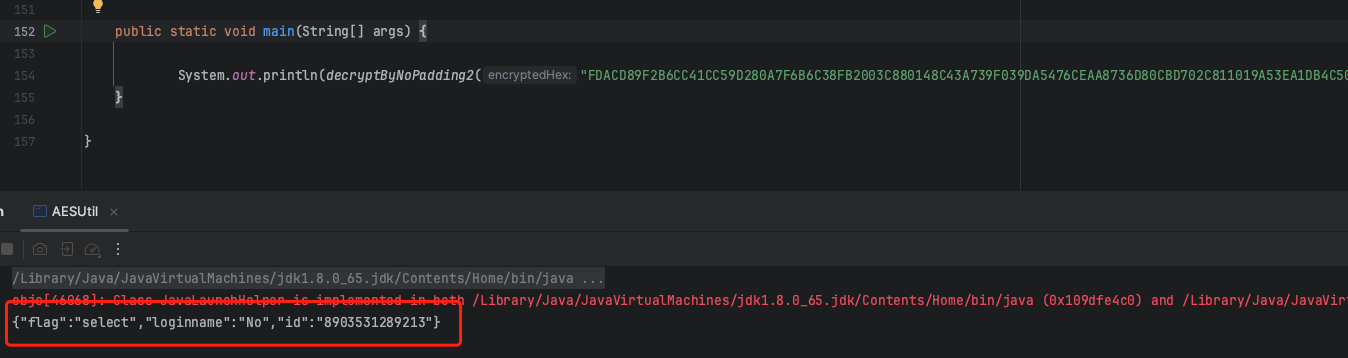 151
152 public static void main(String[] args) {
153
154 System.out.println(decryptByNoPadding2( encryptedHex: "FDACD89F2B6CC41CC59D280A7F6B6C38FB2003C880148C43A739F039DA5476CEAA8736D80CBD702C811019A53EA1DB4C50
155 }
156
157 }
AESUtil ×
/Library/Java/JavaVirtualMachines/jdk1.8.0_65.jdk/Contents/Home/bin/java ...
objc[46068]: Class JavaLaunchHelper is implemented in both /Library/Java/JavaVirtualMachines/jdk1.8.0_65.jdk/Contents/Home/bin/java (0x109dfe4c0) and /Library/Java/JavaVirt
{"flag":"select","loginname":"No","id":"8903531289213"}